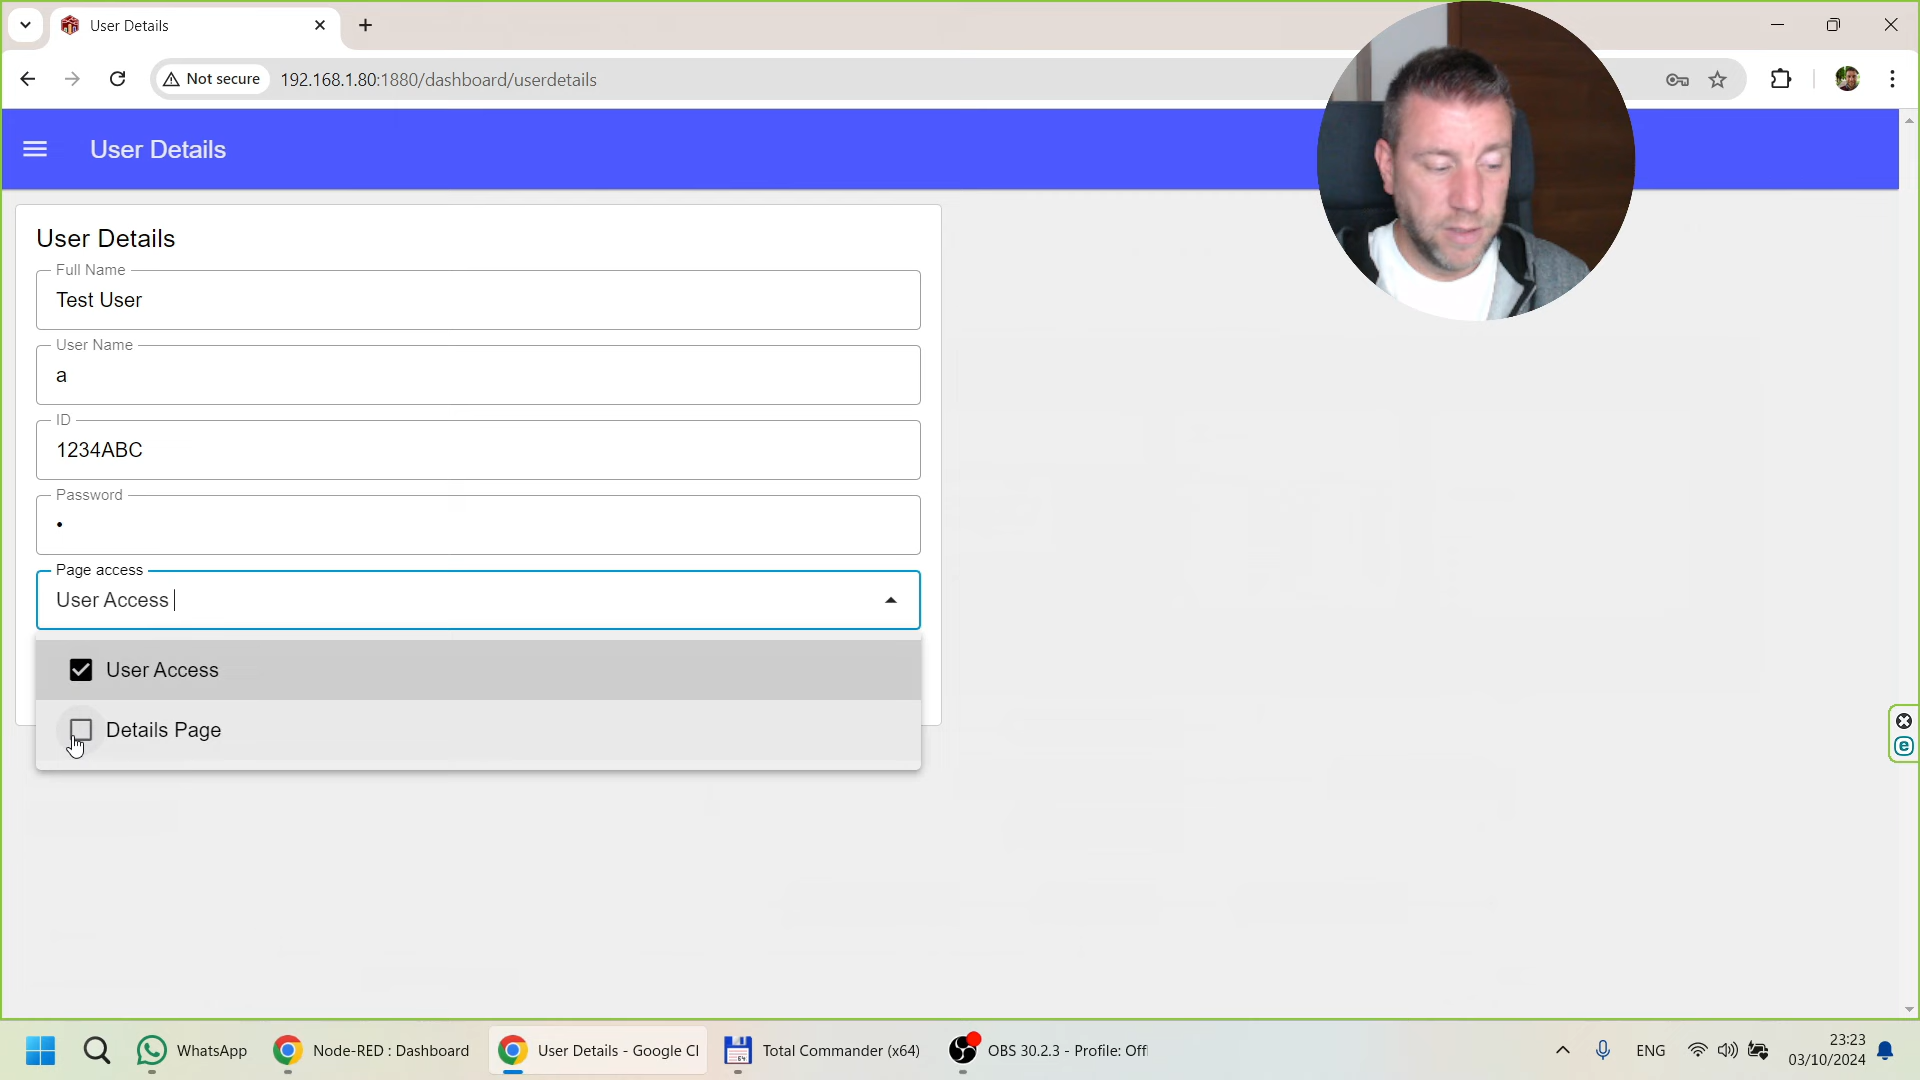 User Details
Not secure
192.168.1.80:1880/dashboard/userdetails
User Details
User Details
Full Name
Test User
User Name
a
ID
1234ABC
Password
Page access
User Access
User Access
Details Page
WhatsApp
Node-RED : Dashboard
User Details - Google Cl
64
Total Commander (x64)
OBS 30.2.3 - Profile: Off
ENG
23:23
03/10/2024